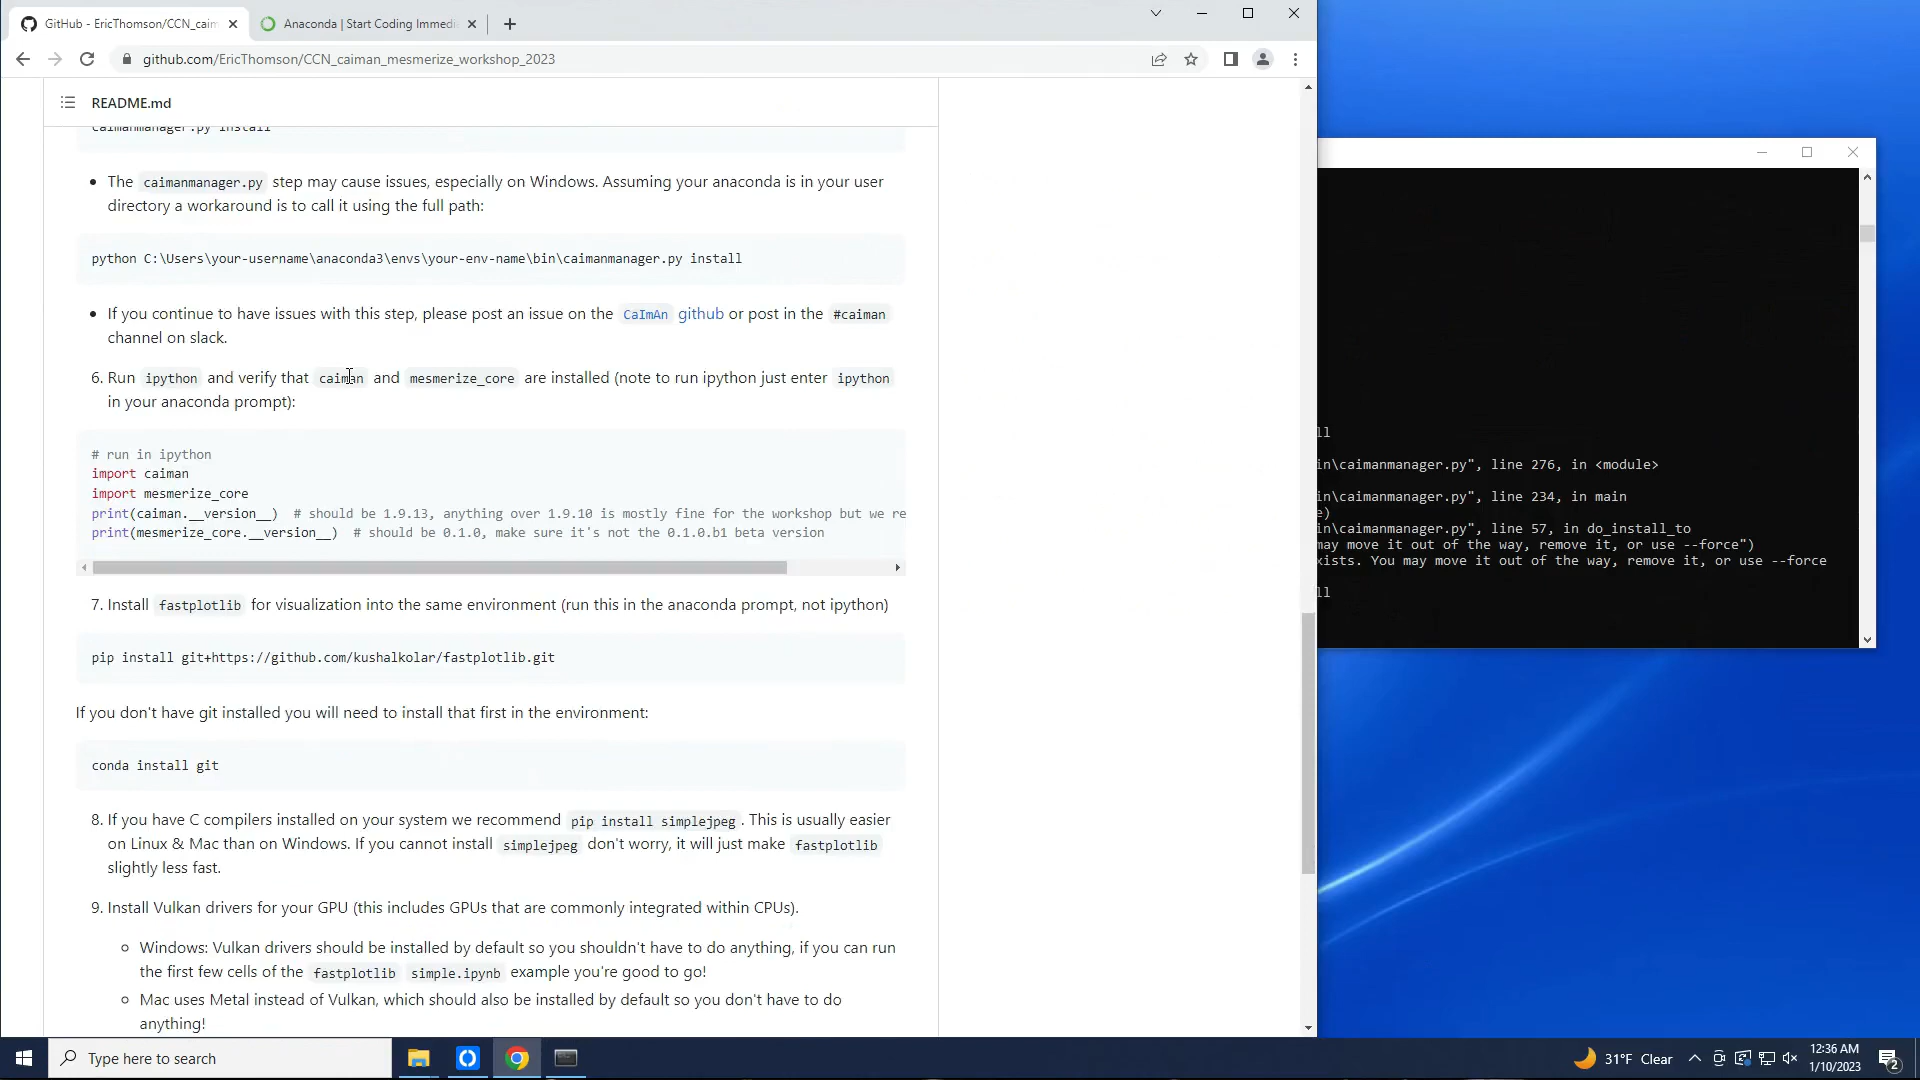 GitHub - EricThomson/CCN_caim
Anaconda | Start Coding Immedi
github.com/EricThomson/CCN_caiman_mesmerize_workshop_2023
README.md
caimanmanager.py install
The caimanmanager.py step may cause issues, especially on Windows. Assuming your anaconda is in your user
directory a workaround is to call it using the full path:
python C:\Users\your-username\anaconda3\envs\your-env-name\bin\caimanmanager.py install
If you continue to have issues with this step, please post an issue on the CaImAn github or post in the #caiman
channel on slack.
6. Run ipython and verify that caiman and mesmerize_core are installed (note to run ipython just enter ipython
in your anaconda prompt):
# run in ipython
import caiman
import mesmerize_core
print(caiman.__version__)  # should be 1.9.13, anything over 1.9.10 is mostly fine for the workshop but we re
print(mesmerize_core.__version__)  # should be 0.1.0, make sure it's not the 0.1.0.b1 beta version
7. Install fastplotlib for visualization into the same environment (run this in the anaconda prompt, not ipython)
pip install git+https://github.com/kushalkolar/fastplotlib.git
If you don't have git installed you will need to install that first in the environment:
conda install git
8. If you have C compilers installed on your system we recommend pip install simplejpeg. This is usually easier
on Linux & Mac than on Windows. If you cannot install simplejpeg don't worry, it will just make fastplotlib
slightly less fast.
9. Install Vulkan drivers for your GPU (this includes GPUs that are commonly integrated within CPUs).
Windows: Vulkan drivers should be installed by default so you shouldn't have to do anything, if you can run
the first few cells of the fastplotlib simple.ipynb example you're good to go!
Mac uses Metal instead of Vulkan, which should also be installed by default so you don't have to do
anything!
ll
in\caimanmanager.py", line 276, in <module>
in\caimanmanager.py", line 234, in main
e)
in\caimanmanager.py", line 57, in do_install_to
may move it out of the way, remove it, or use --force")
xists. You may move it out of the way, remove it, or use --force
ll
Type here to search
31°F Clear
12:36 AM
1/10/2023
2